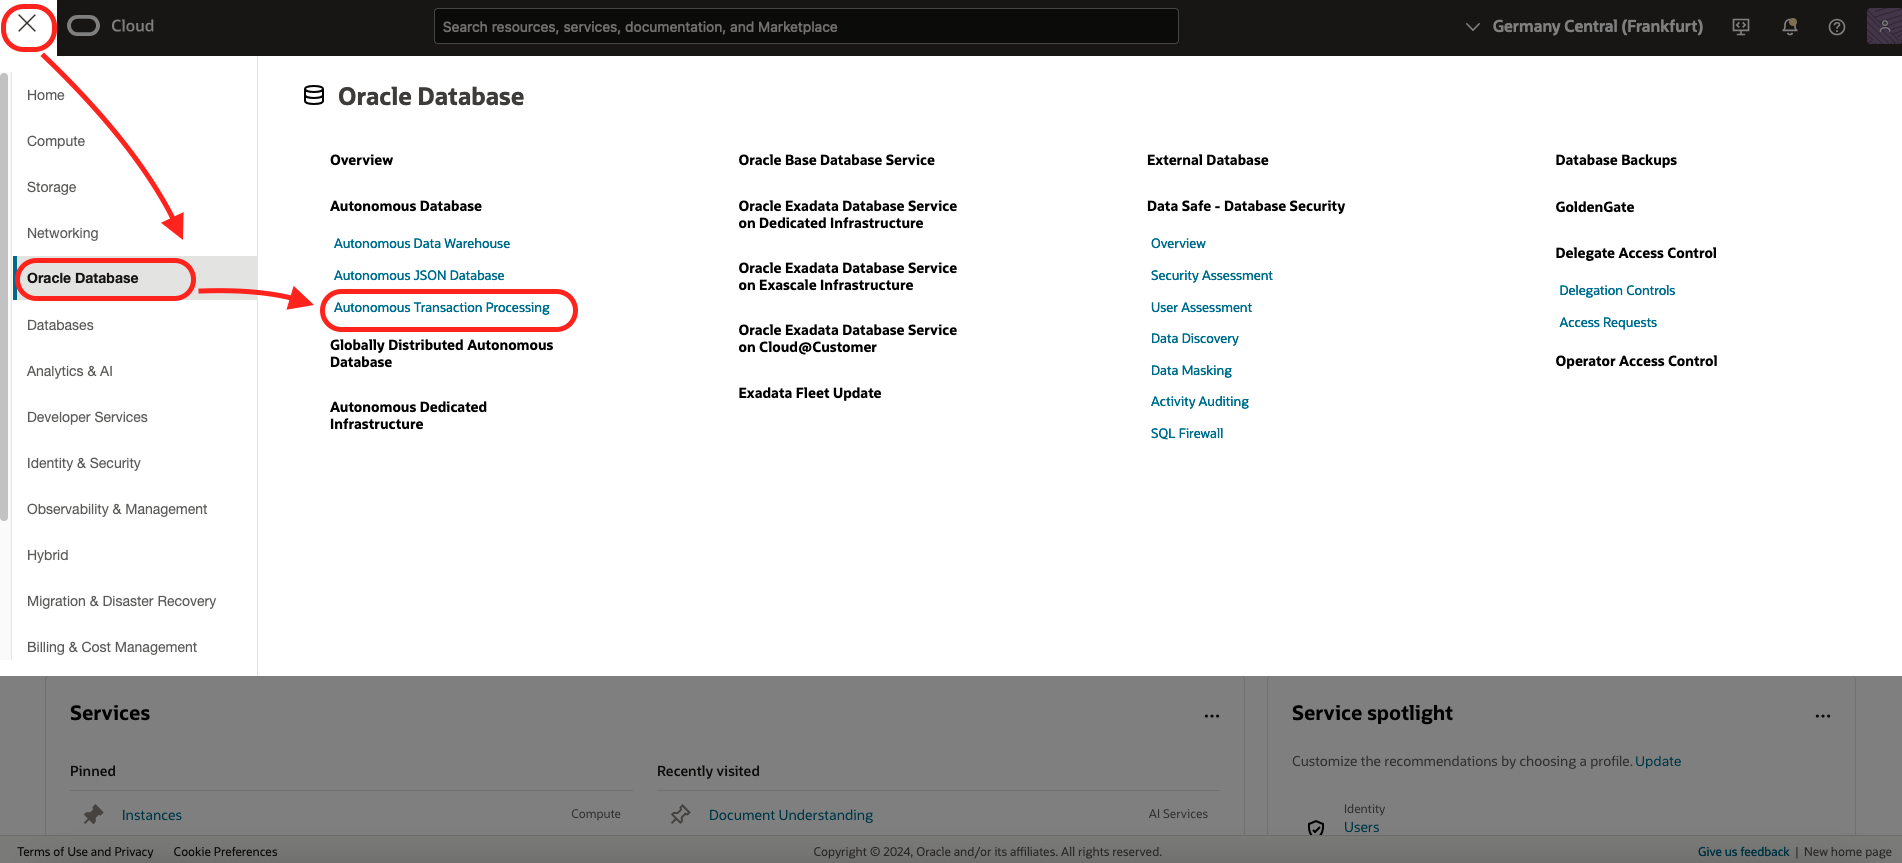 Cloud
Search resources, services, documentation, and Marketplace
Germany Central (Frankfurt)
Home
Compute
Storage
Networking
Oracle Database
Databases
Analytics & AI
Developer Services
Identity & Security
Observability & Management
Hybrid
Migration & Disaster Recovery
Billing & Cost Management
Oracle Database
Overview
Autonomous Database
Autonomous Data Warehouse
Autonomous JSON Database
Autonomous Transaction Processing
Globally Distributed Autonomous
Database
Autonomous Dedicated
Infrastructure
Oracle Base Database Service
Oracle Exadata Database Service
on Dedicated Infrastructure
Oracle Exadata Database Service
on Exascale Infrastructure
Oracle Exadata Database Service
on Cloud@Customer
Exadata Fleet Update
External Database
Data Safe - Database Security
Overview
Security Assessment
User Assessment
Data Discovery
Data Masking
Activity Auditing
SQL Firewall
Database Backups
GoldenGate
Delegate Access Control
Delegation Controls
Access Requests
Operator Access Control
Services
Pinned
Instances
Compute
Recently visited
Document Understanding
AI Services
Service spotlight
Customize the recommendations by choosing a profile. Update
Identity
Users
Terms of Use and Privacy
Cookie Preferences
Copyright © 2024, Oracle and/or its affiliates. All rights reserved.
Give us feedback | New home page